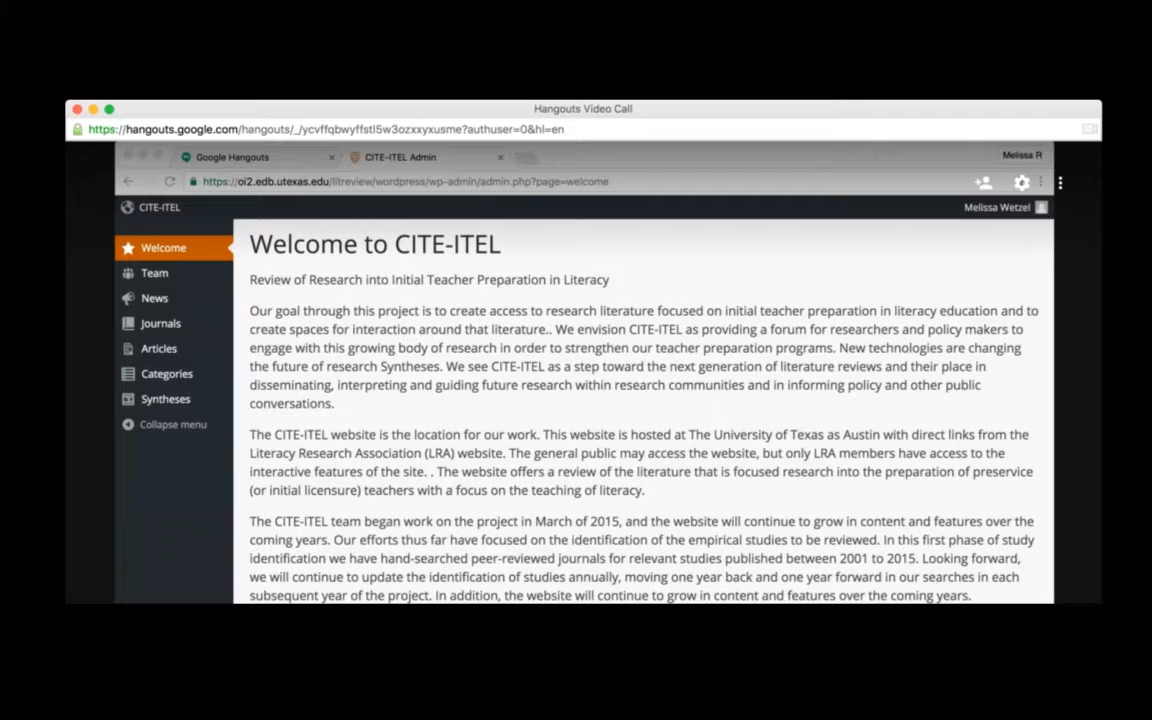 Hangouts Video Call
https://hangouts.google.com/hangouts/_/ycvffqbwyffstl5w3ozxxyxusme?authuser=0&hl=en
Google Hangouts
CITE-ITEL Admin
Melissa R
https://oi2.edb.utexas.edu/litreview/wordpress/wp-admin/admin.php?page=welcome
CITE-ITEL
Melissa Wetzel
Welcome
Team
News
Journals
Articles
Categories
Syntheses
Collapse menu
Welcome to CITE-ITEL
Review of Research into Initial Teacher Preparation in Literacy
Our goal through this project is to create access to research literature focused on initial teacher preparation in literacy education and to
create spaces for interaction around that literature.. We envision CITE-ITEL as providing a forum for researchers and policy makers to
engage with this growing body of research in order to strengthen our teacher preparation programs. New technologies are changing
the future of research Syntheses. We see CITE-ITEL as a step toward the next generation of literature reviews and their place in
disseminating, interpreting and guiding future research within research communities and in informing policy and other public
conversations.
The CITE-ITEL website is the location for our work. This website is hosted at The University of Texas as Austin with direct links from the
Literacy Research Association (LRA) website. The general public may access the website, but only LRA members have access to the
interactive features of the site. . The website offers a review of the literature that is focused research into the preparation of preservice
(or initial licensure) teachers with a focus on the teaching of literacy.
The CITE-ITEL team began work on the project in March of 2015, and the website will continue to grow in content and features over the
coming years. Our efforts thus far have focused on the identification of the empirical studies to be reviewed. In this first phase of study
identification we have hand-searched peer-reviewed journals for relevant studies published between 2001 to 2015. Looking forward,
we will continue to update the identification of studies annually, moving one year back and one year forward in our searches in each
subsequent year of the project. In addition, the website will continue to grow in content and features over the coming years.